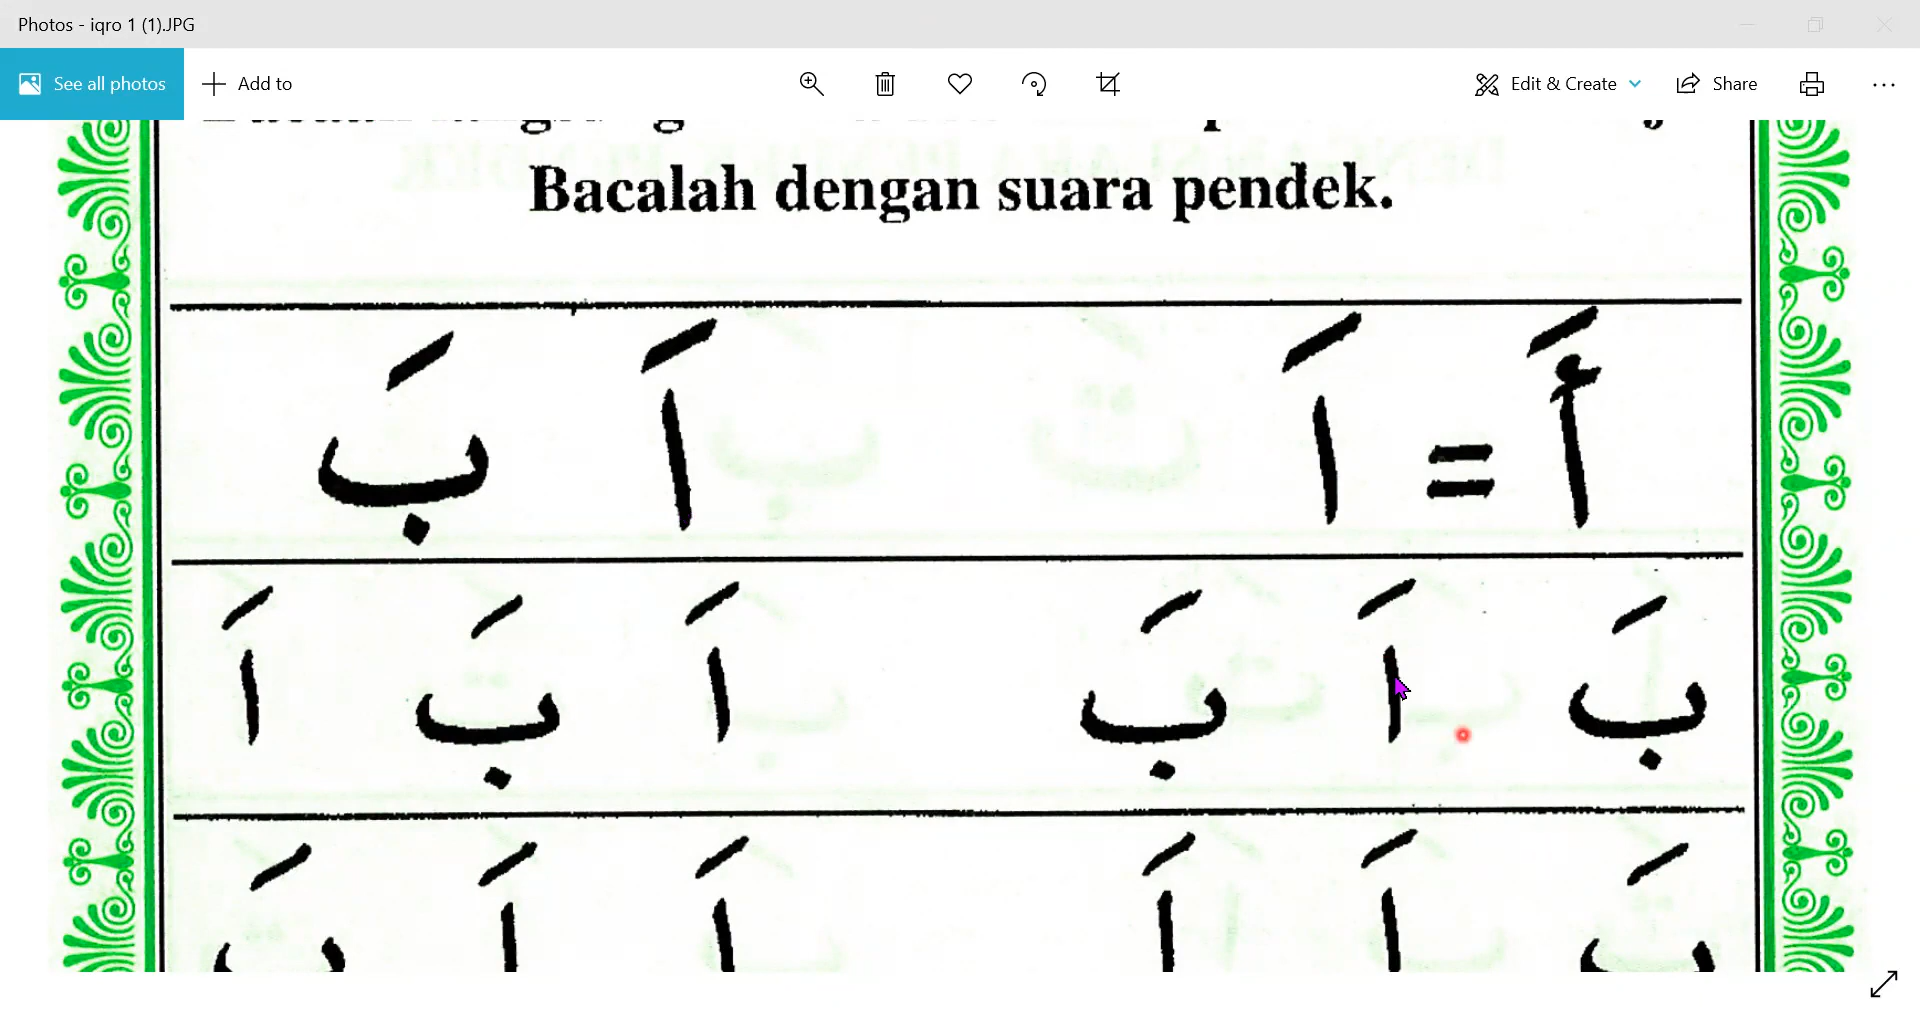 Photos - iqro 1 (1).JPG
See all photos
Add to
Edit & Create
Share
Bacalah dengan suara pendek.
أَ = اَ اَ بَ
بَ اَ بَ اَ بَ اَ
بَ اَ اَ اَ اَ بَ